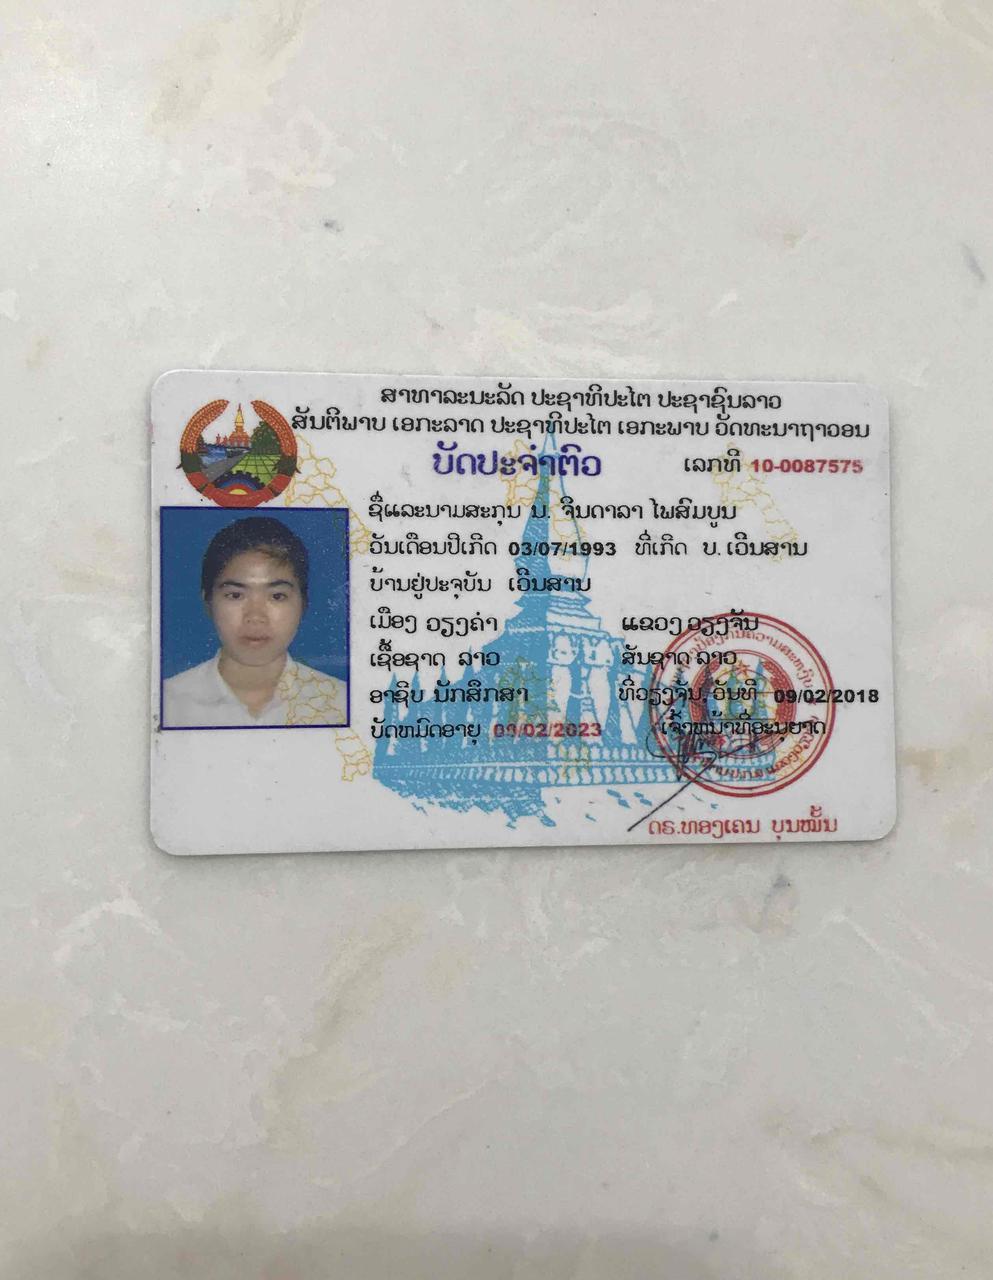 ສາທາລະນະລັດ ປະຊາທິປະໄຕ ປະຊາຊົນລາວ
ສັນຕິພາບ ເອກະລາດ ປະຊາທິປະໄຕ ເອກະພາບ ວັດທະນາຖາວອນ
ບັດປະຈຳຕົວ ເລກທີ 10-0087575
ຊື່ແລະນາມສະກຸນ ນ. ຈິນດາລາ ໄພສົມບູນ
ວັນເດືອນປີເກີດ 03/07/1993 ທີ່ເກີດ ບ. ເວີນສານ
ບ້ານຢູ່ປະຈຸບັນ ເວີນສານ
ເມືອງ ວຽງຄຳ ແຂວງ ວຽງຈັນ
ເຊື້ອຊາດ ລາວ ສັນຊາດ ລາວ
ອາຊີບ ນັກສຶກສາ ທີ່ວຽງຈັນ, ວັນທີ 09/02/2018
ບັດຫມົດອາຍຸ 09/02/2023 ເຈົ້າຫນ້າທີ່ອະນຸຍາດ
ດຣ.ທອງເຄນ ບຸນໝັ້ນ